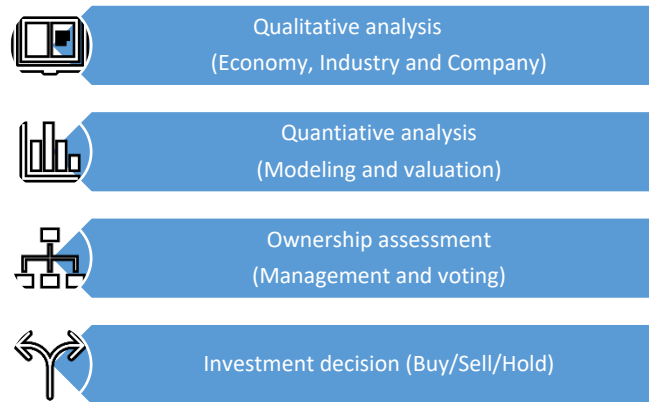 Qualitative analysis
(Economy, Industry and Company)
Quantiative analysis
(Modeling and valuation)
Ownership assessment
(Management and voting)
Investment decision (Buy/Sell/Hold)